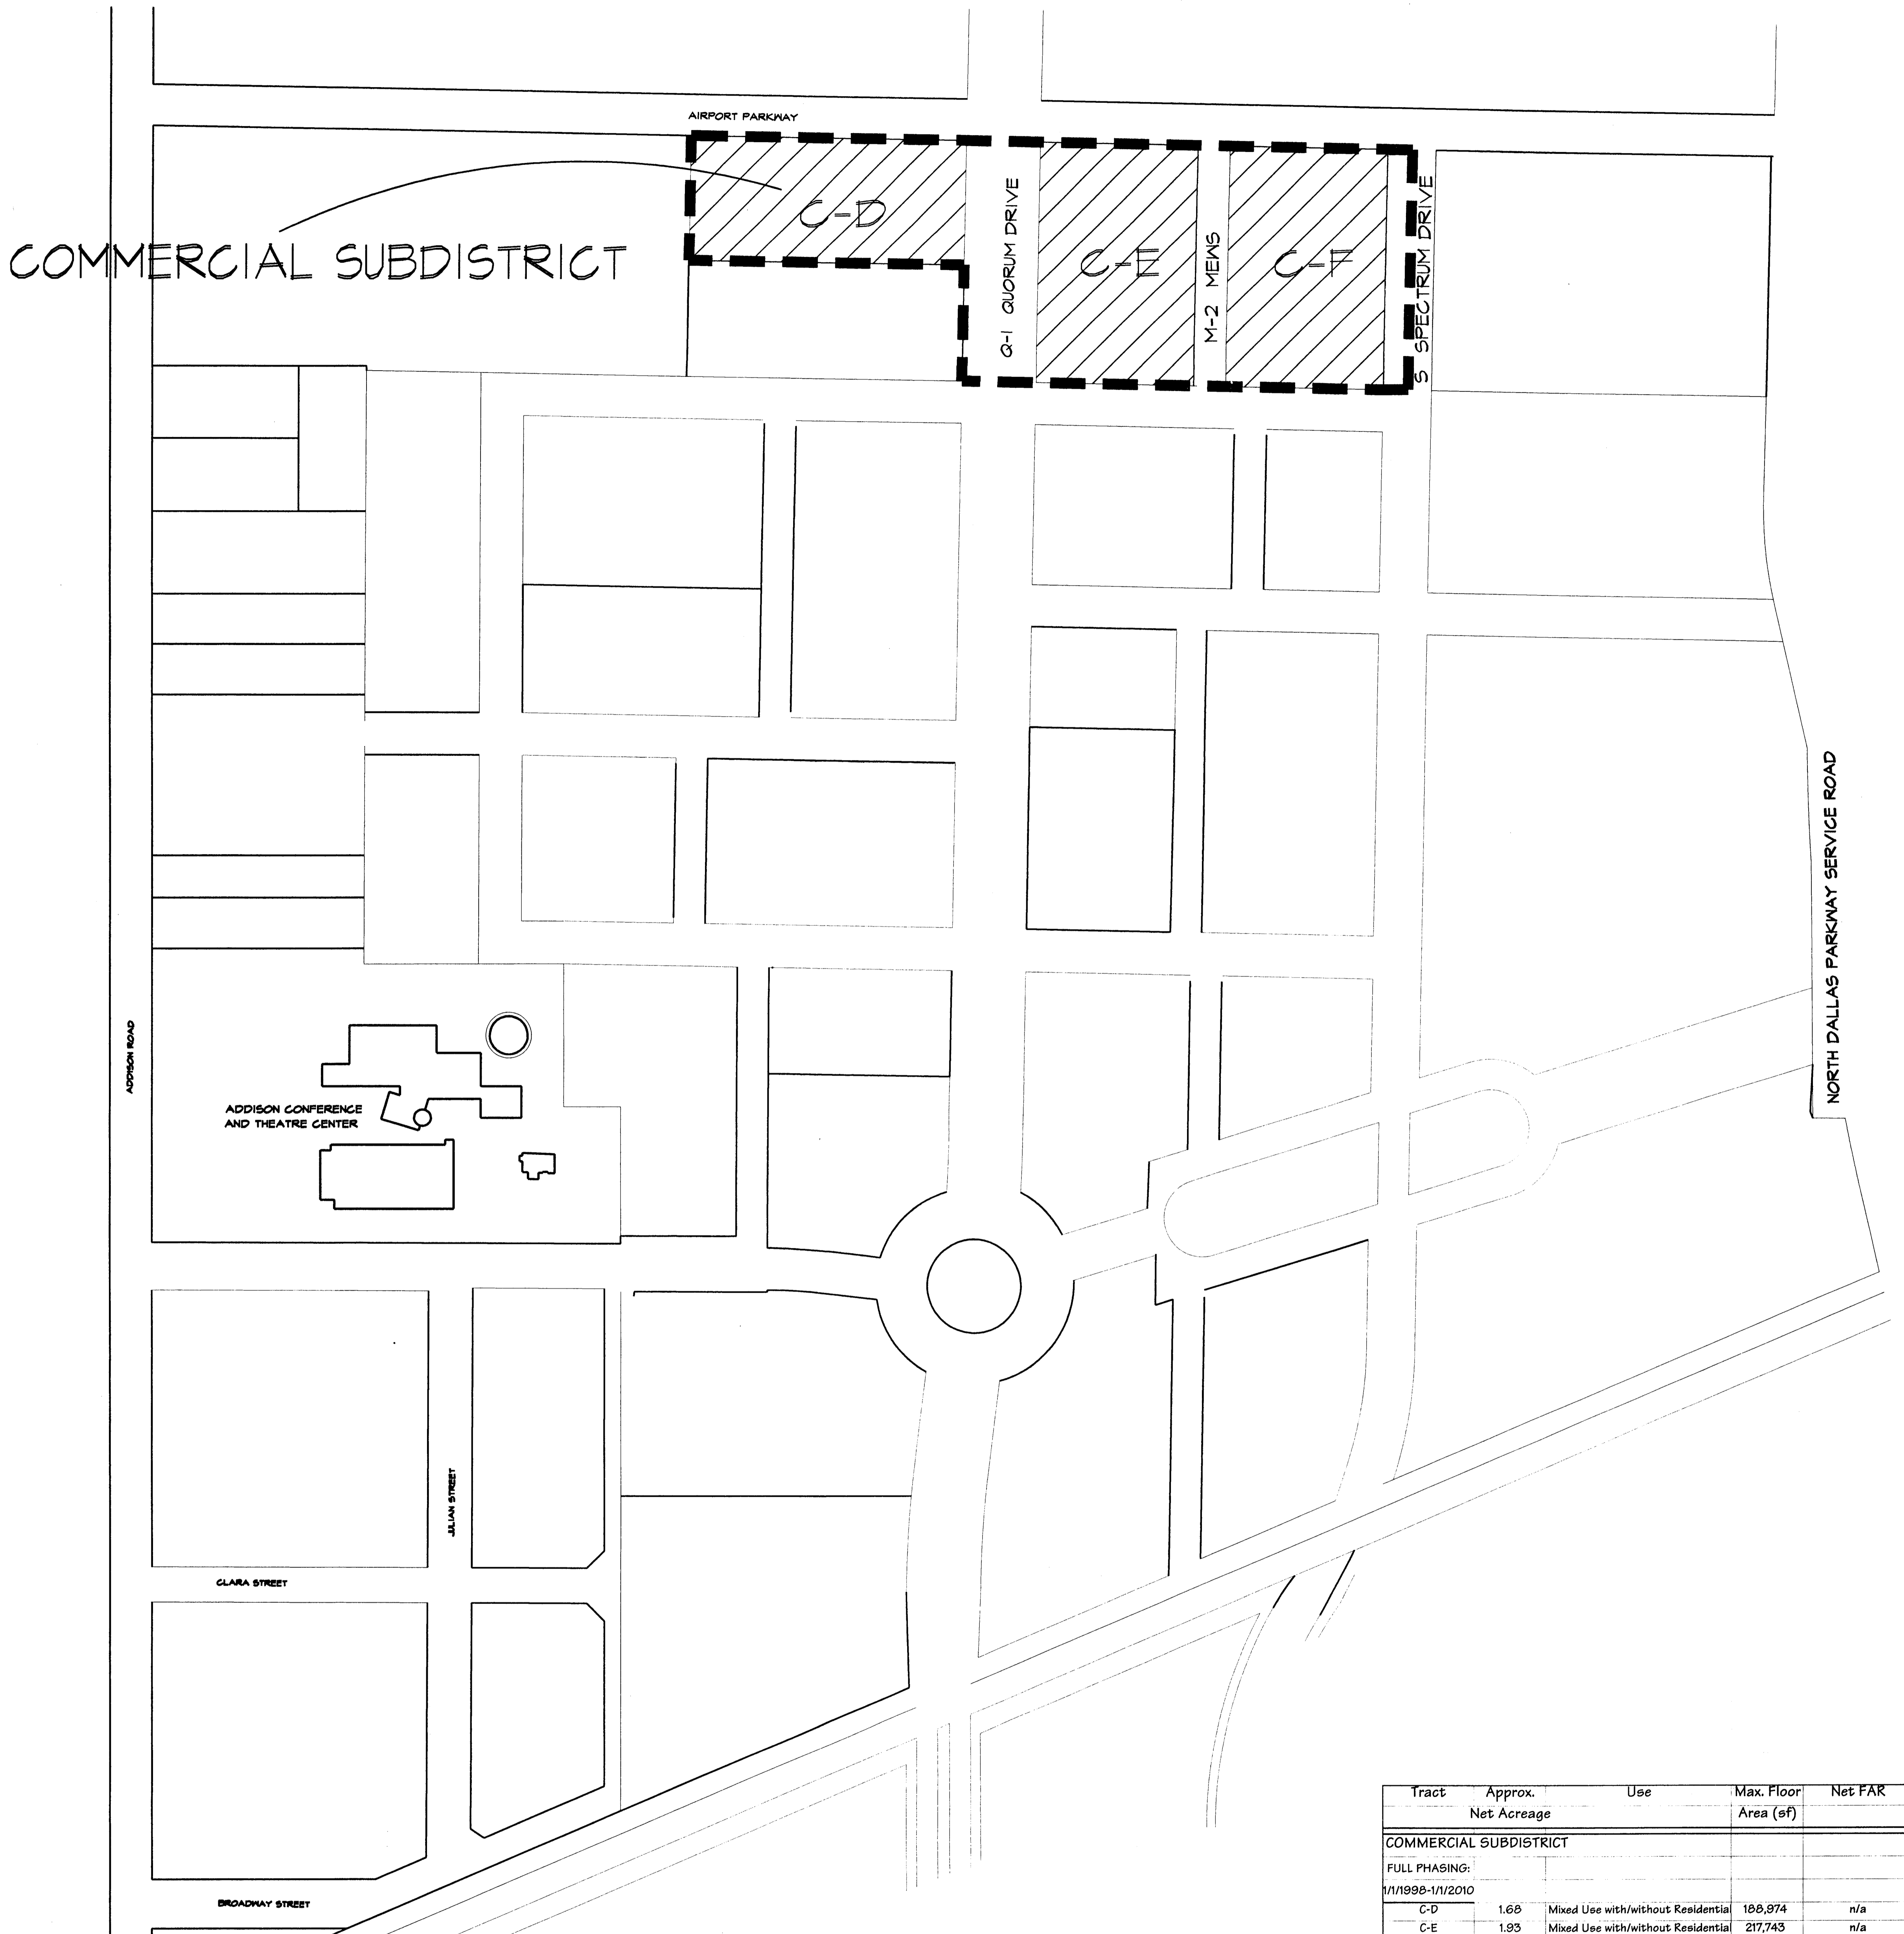 AIRPORT PARKWAY
COMMERCIAL SUBDISTRICT
C-D
Q-1 QUORUM DRIVE
C-E
M-2 MEWS
C-F
S SPECTRUM DRIVE
NORTH DALLAS PARKWAY SERVICE ROAD
ADDISON ROAD
ADDISON CONFERENCE
AND THEATRE CENTER
JULIAN STREET
CLARA STREET
BROADWAY STREET
Tract Approx. Use Max. Floor Net FAR
Net Acreage Area (sf)
COMMERCIAL SUBDISTRICT
FULL PHASING:
1/1/1998-1/1/2010
C-D 1.68 Mixed Use with/without Residential 188,974 n/a
C-E 1.93 Mixed Use with/without Residential 217,743 n/a